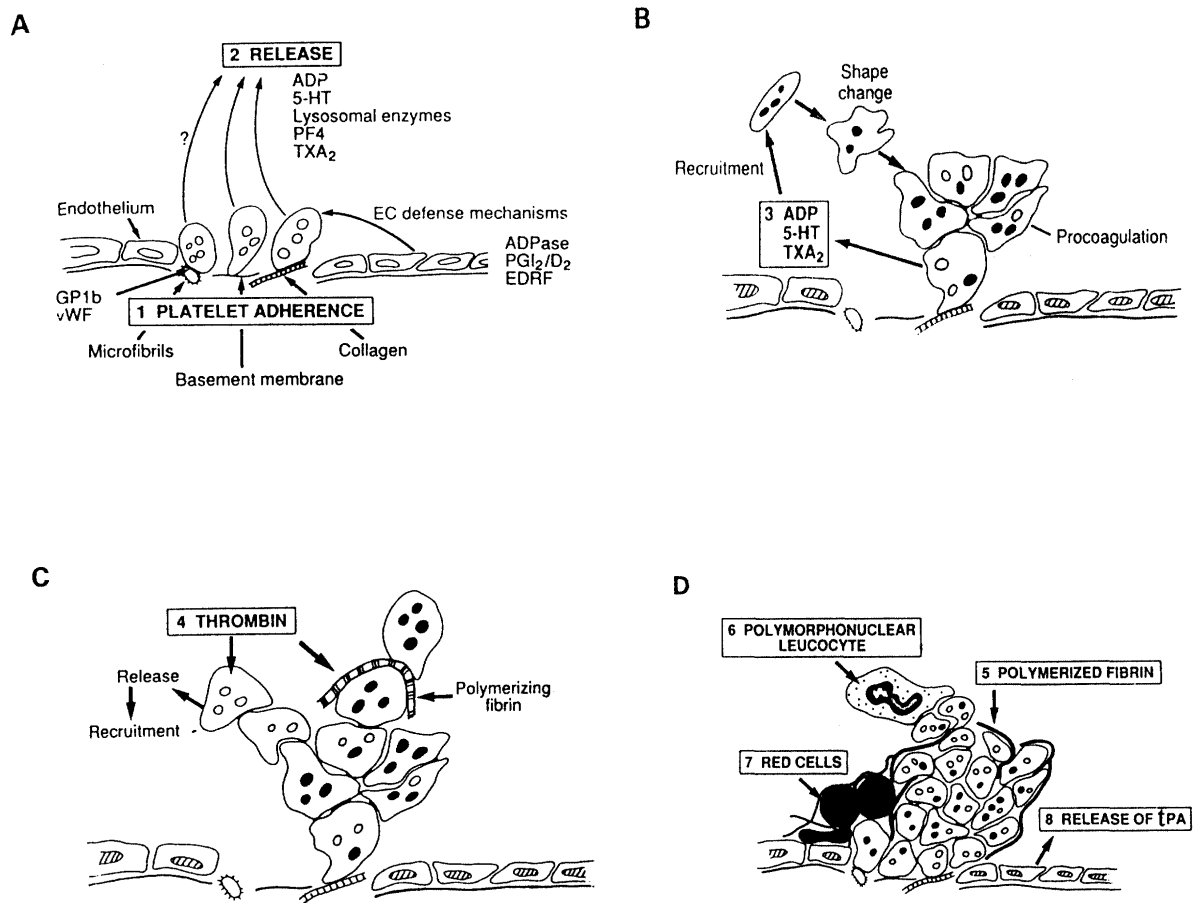 A
2 RELEASE
ADP
5-HT
Lysosomal enzymes
PF4
TXA2
?
Endothelium
EC defense mechanisms
ADPase
PGI2/D2
EDRF
GP1b
vWF
1 PLATELET ADHERENCE
Microfibrils
Collagen
Basement membrane
B
Shape
change
Recruitment
3 ADP
5-HT
TXA2
Procoagulation
C
4 THROMBIN
Release
Recruitment
Polymerizing
fibrin
D
6 POLYMORPHONUCLEAR
LEUCOCYTE
5 POLYMERIZED FIBRIN
7 RED CELLS
8 RELEASE OF tPA